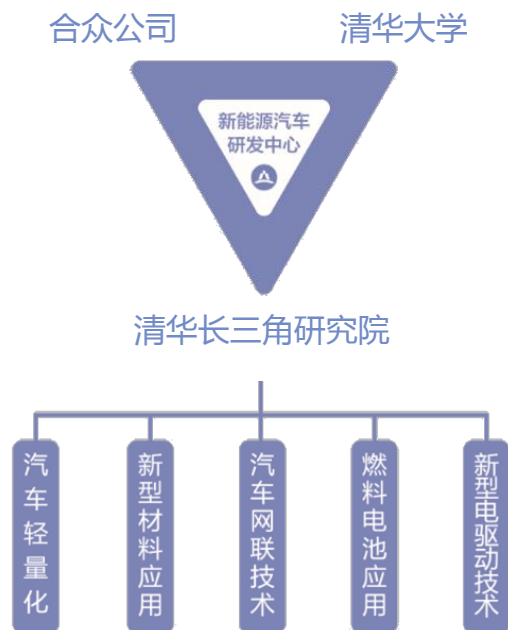 合众公司
清华大学
新能源汽车
研发中心
清华长三角研究院
汽车轻量化
新型材料应用
汽车网联技术
燃料电池应用
新型电驱动技术